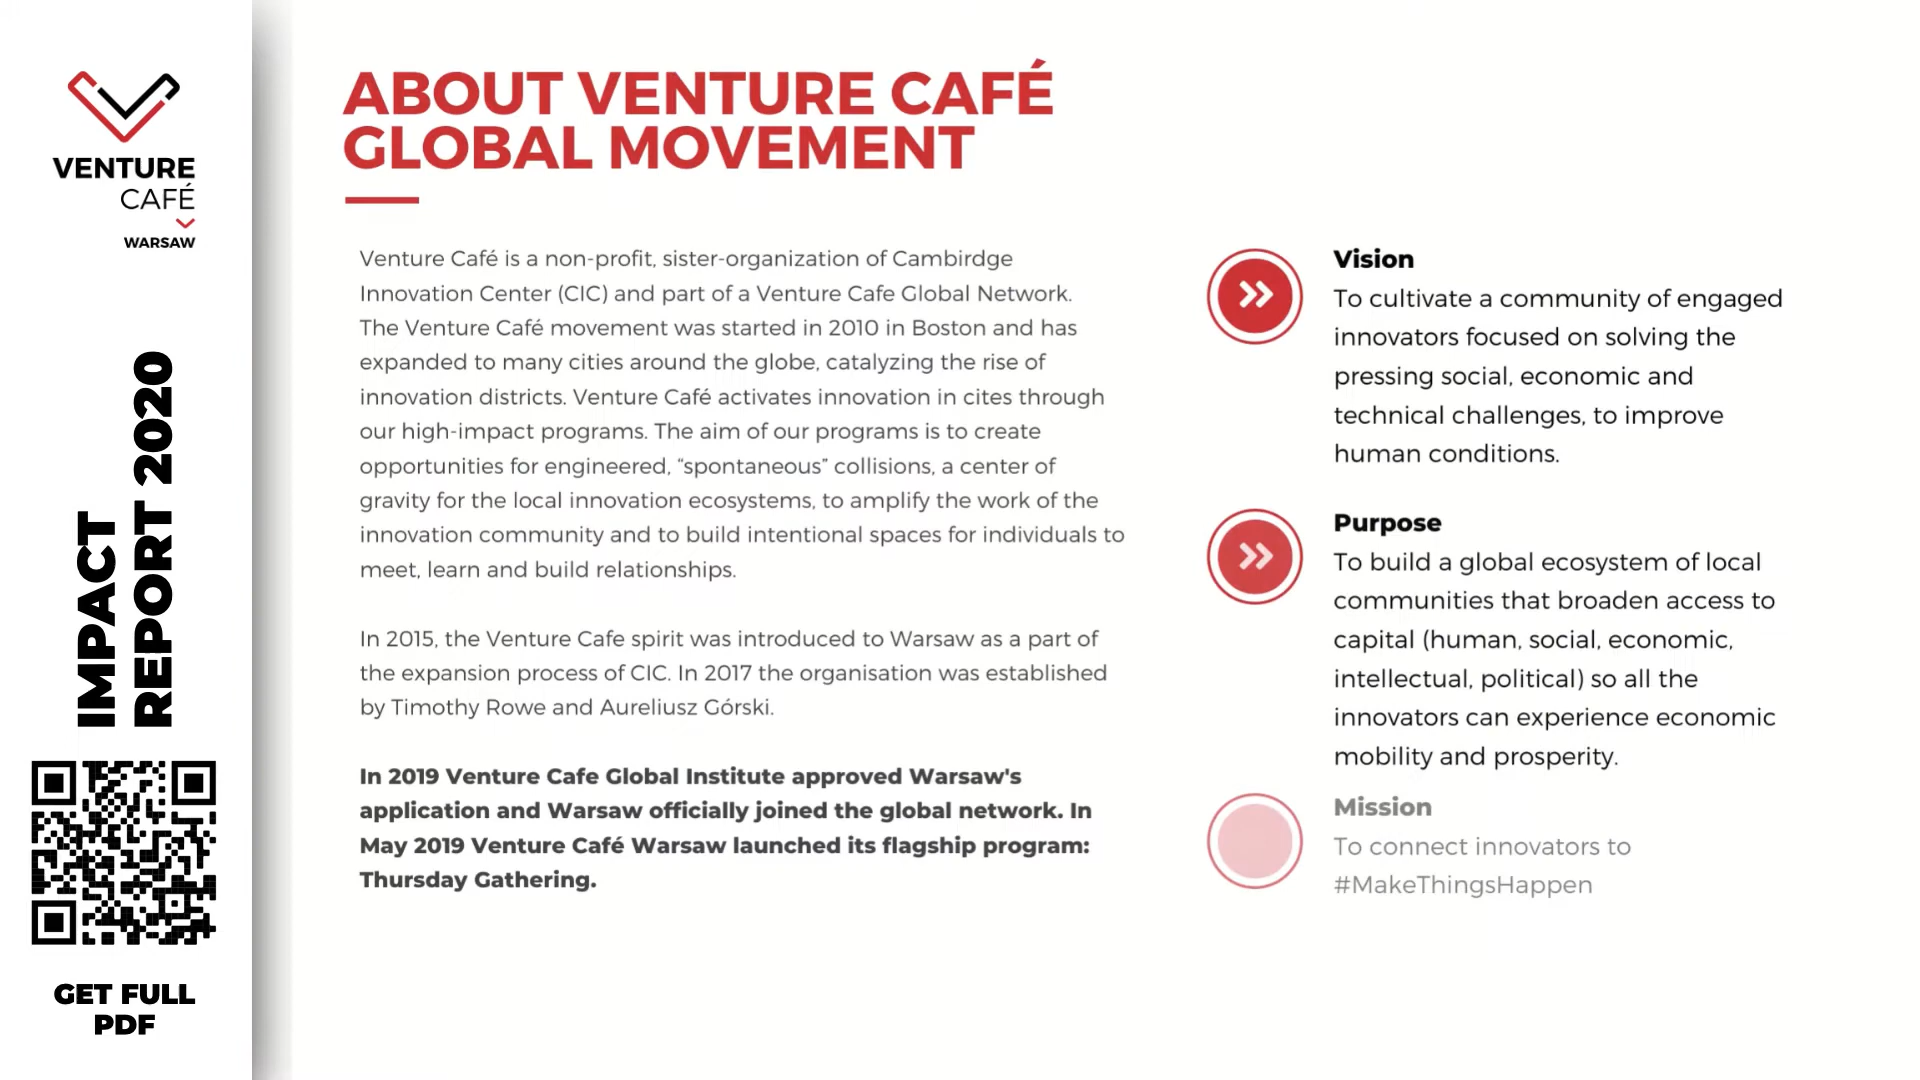 VENTURE
CAFÉ
WARSAW
IMPACT
REPORT 2020
GET FULL
PDF
ABOUT VENTURE CAFÉ
GLOBAL MOVEMENT
Venture Café is a non-profit, sister-organization of Cambirdge
Innovation Center (CIC) and part of a Venture Cafe Global Network.
The Venture Café movement was started in 2010 in Boston and has
expanded to many cities around the globe, catalyzing the rise of
innovation districts. Venture Café activates innovation in cites through
our high-impact programs. The aim of our programs is to create
opportunities for engineered, “spontaneous” collisions, a center of
gravity for the local innovation ecosystems, to amplify the work of the
innovation community and to build intentional spaces for individuals to
meet, learn and build relationships.
In 2015, the Venture Cafe spirit was introduced to Warsaw as a part of
the expansion process of CIC. In 2017 the organisation was established
by Timothy Rowe and Aureliusz Górski.
In 2019 Venture Cafe Global Institute approved Warsaw's
application and Warsaw officially joined the global network. In
May 2019 Venture Café Warsaw launched its flagship program:
Thursday Gathering.
Vision
To cultivate a community of engaged
innovators focused on solving the
pressing social, economic and
technical challenges, to improve
human conditions.
Purpose
To build a global ecosystem of local
communities that broaden access to
capital (human, social, economic,
intellectual, political) so all the
innovators can experience economic
mobility and prosperity.
Mission
To connect innovators to
#MakeThingsHappen